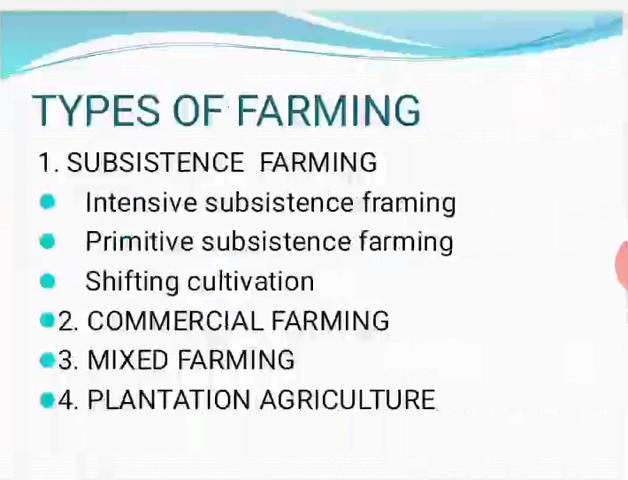 TYPES OF FARMING
1. SUBSISTENCE FARMING
Intensive subsistence framing
Primitive subsistence farming
Shifting cultivation
2. COMMERCIAL FARMING
3. MIXED FARMING
4. PLANTATION AGRICULTURE